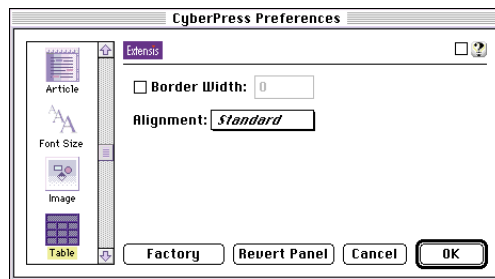 CyberPress Preferences
Extensis
?
Article
Border Width: 0
Alignment: Standard
Font Size
Image
Table
Factory Revert Panel Cancel OK